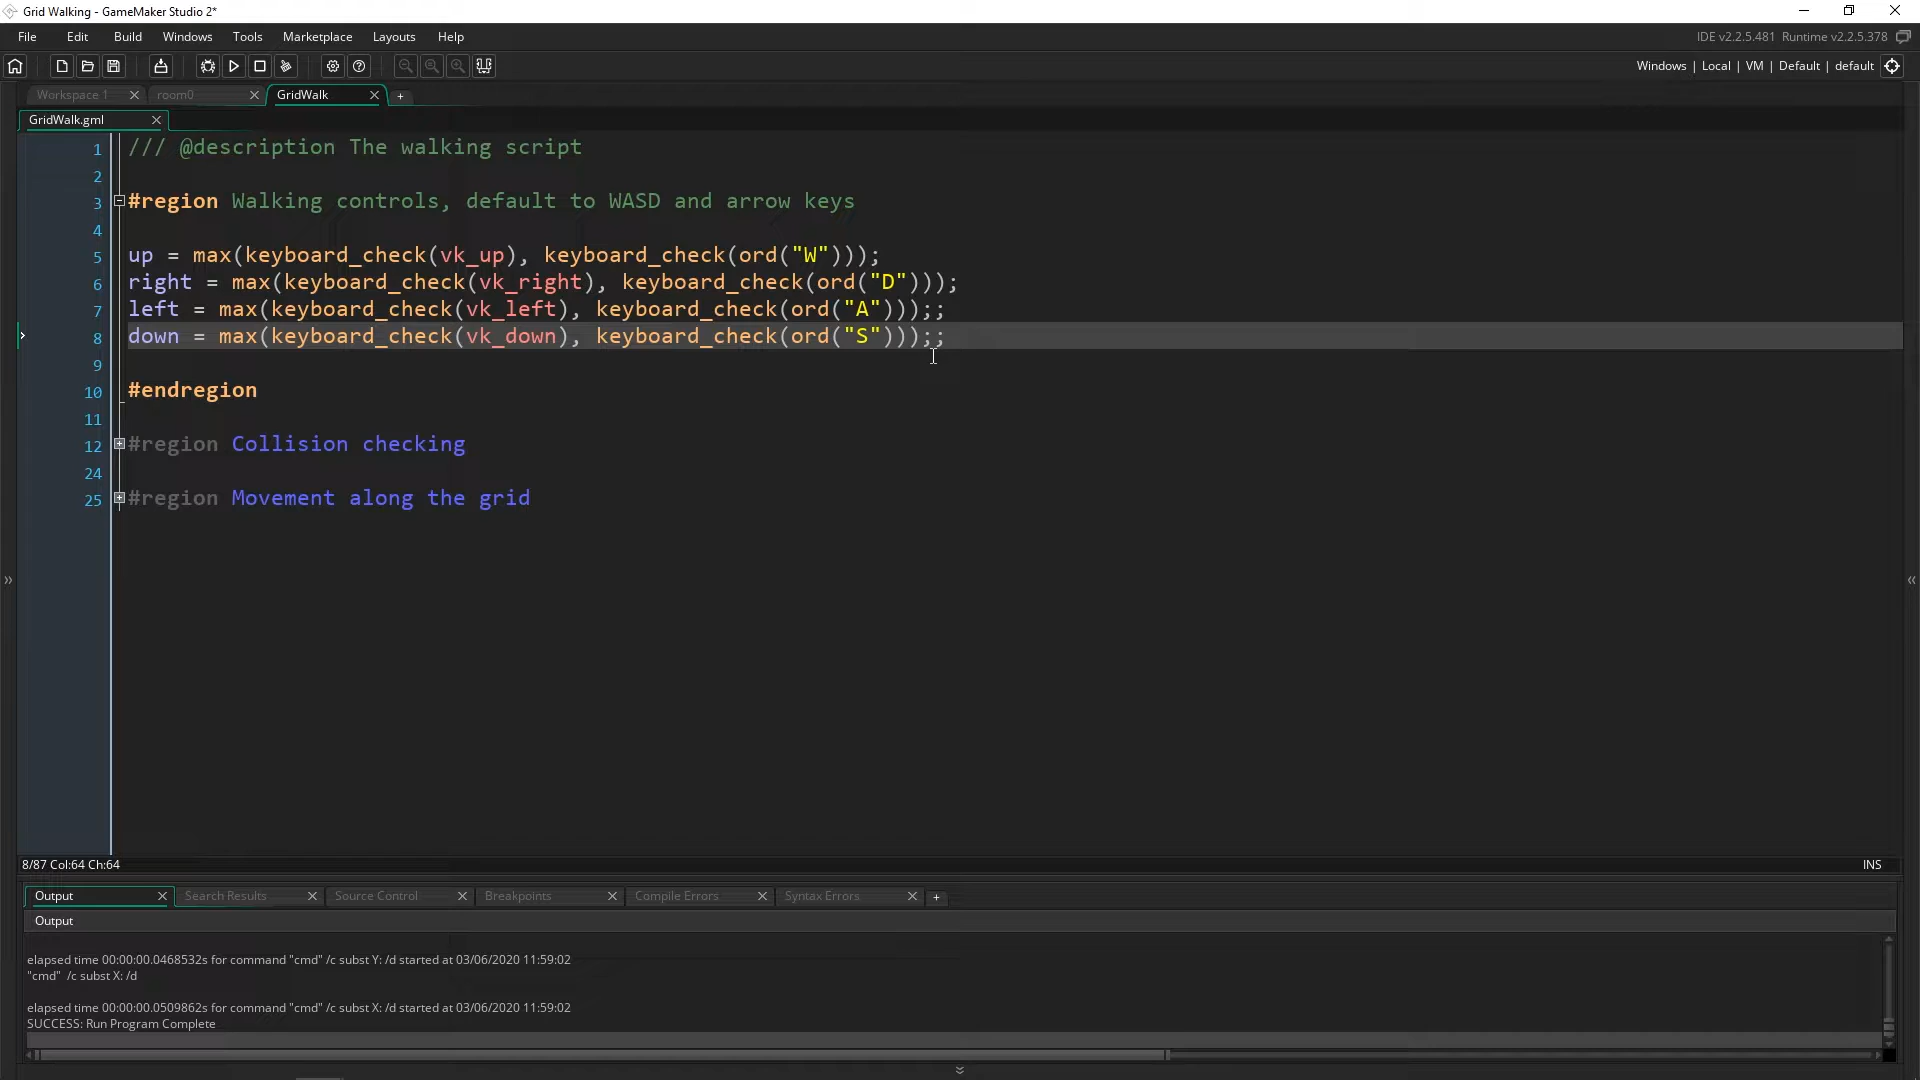 Grid Walking - GameMaker Studio 2*
File Edit Build Windows Tools Marketplace Layouts Help
IDE v2.2.5.481 Runtime v2.2.5.378
Windows | Local | VM | Default | default
Workspace 1 room0 GridWalk +
GridWalk.gml
1 /// @description The walking script
2
3 #region Walking controls, default to WASD and arrow keys
4
5 up = max(keyboard_check(vk_up), keyboard_check(ord("W")));
6 right = max(keyboard_check(vk_right), keyboard_check(ord("D")));
7 left = max(keyboard_check(vk_left), keyboard_check(ord("A")));;
8 down = max(keyboard_check(vk_down), keyboard_check(ord("S")));;
9
10 #endregion
11
12 #region Collision checking
24
25 #region Movement along the grid
8/87 Col:64 Ch:64
INS
Output Search Results Source Control Breakpoints Compile Errors Syntax Errors +
Output
elapsed time 00:00:00.0468532s for command "cmd" /c subst Y: /d started at 03/06/2020 11:59:02
"cmd" /c subst X: /d
elapsed time 00:00:00.0509862s for command "cmd" /c subst X: /d started at 03/06/2020 11:59:02
SUCCESS: Run Program Complete